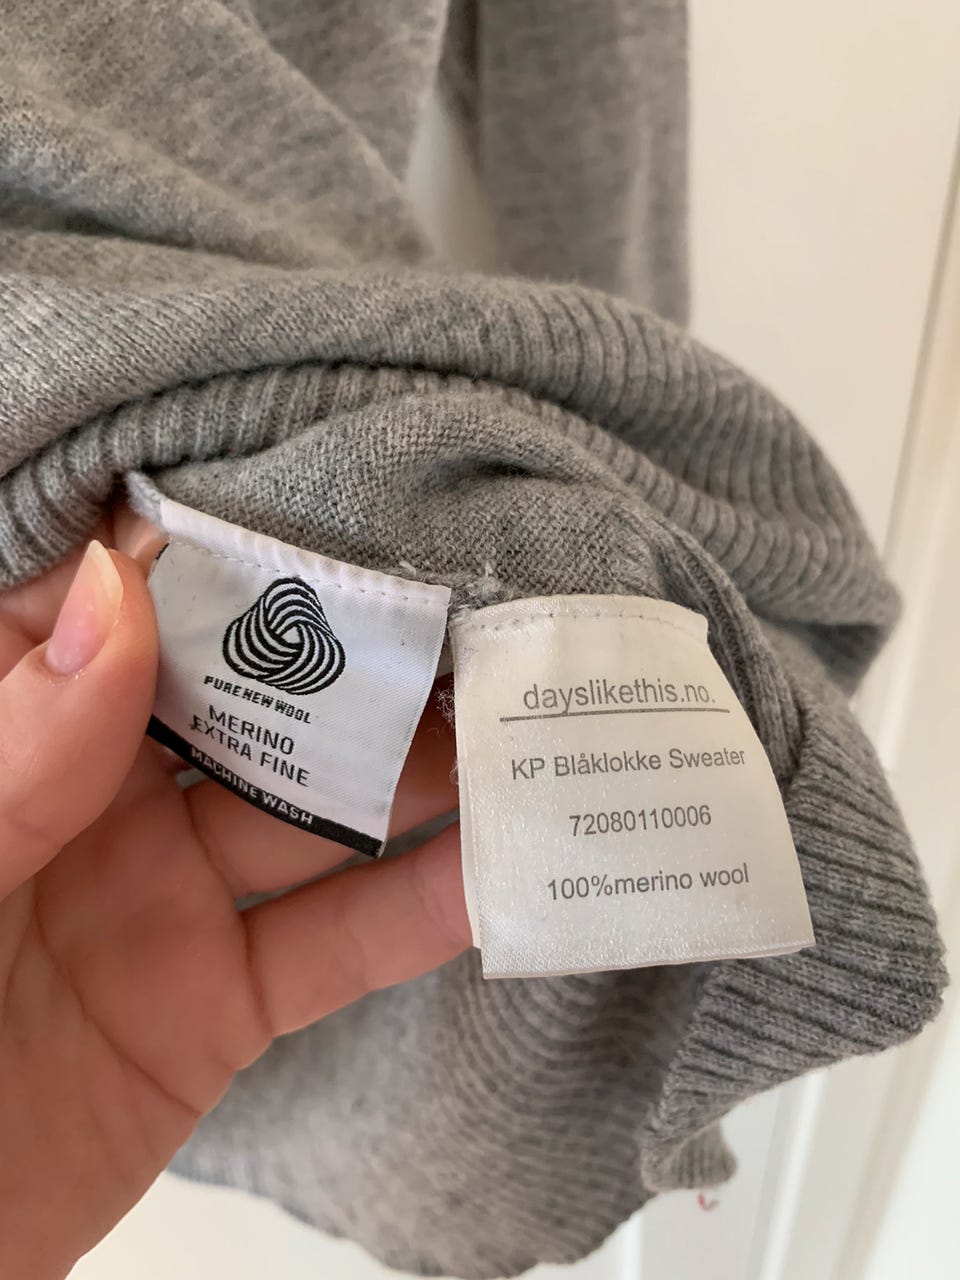 PURE NEW WOOL
MERINO
EXTRA FINE
MACHINE WASH
dayslikethis.no.
KP Blåklokke Sweater
72080110006
100%merino wool